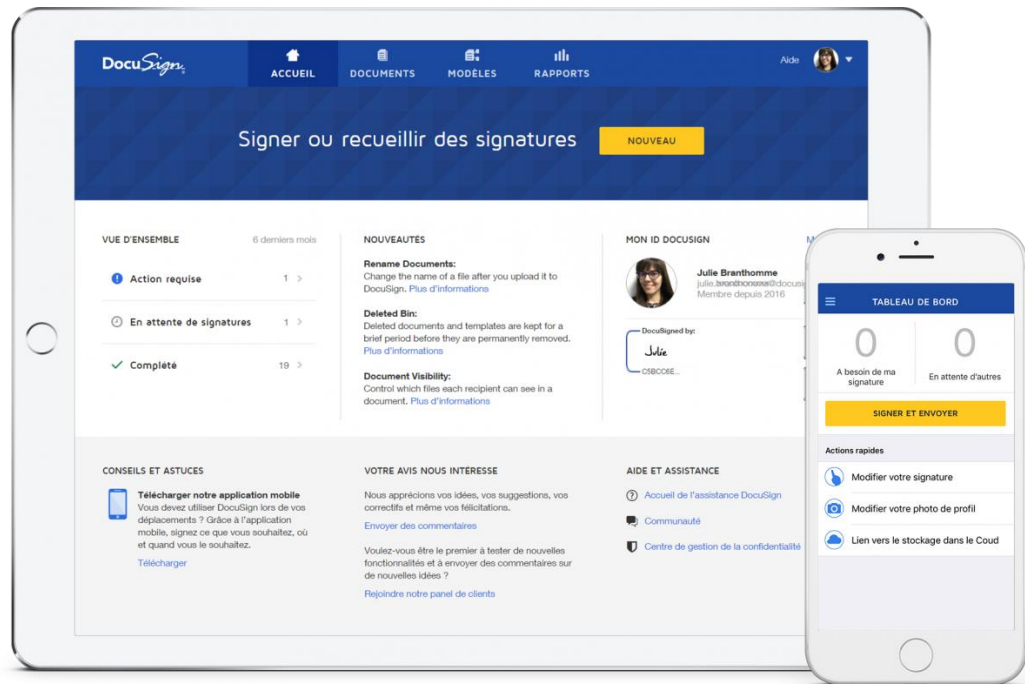 DocuSign
ACCUEIL
DOCUMENTS
MODÈLES
RAPPORTS
Aide
Signer ou recueillir des signatures
NOUVEAU
VUE D'ENSEMBLE
6 derniers mois
Action requise
1
En attente de signatures
1
Complété
19
NOUVEAUTÉS
Rename Documents:
Change the name of a file after you upload it to
DocuSign. Plus d'informations
Deleted Bin:
Deleted documents and templates are kept for a
brief period before they are permanently removed.
Plus d'informations
Document Visibility:
Control which files each recipient can see in a
document. Plus d'informations
MON ID DOCUSIGN
Julie Branthomme
Membre depuis 2016
DocuSigned by:
Julie
C5BCC6E...
CONSEILS ET ASTUCES
Télécharger notre application mobile
Vous devez utiliser DocuSign lors de vos
déplacements ? Grâce à l'application
mobile, signez ce que vous souhaitez, où
et quand vous le souhaitez.
Télécharger
VOTRE AVIS NOUS INTERESSE
Nous apprécions vos idées, vos suggestions, vos
correctifs et même vos félicitations.
Envoyer des commentaires
Voulez-vous être le premier à tester de nouvelles
fonctionnalités et à envoyer des commentaires sur
de nouvelles idées ?
Rejoindre notre panel de clients
AIDE ET ASSISTANCE
Accueil de l'assistance DocuSign
Communauté
Centre de gestion de la confidentialité
TABLEAU DE BORD
0
A besoin de ma
signature
0
En attente d'autres
SIGNER ET ENVOYER
Actions rapides
Modifier votre signature
Modifier votre photo de profil
Lien vers le stockage dans le Coud